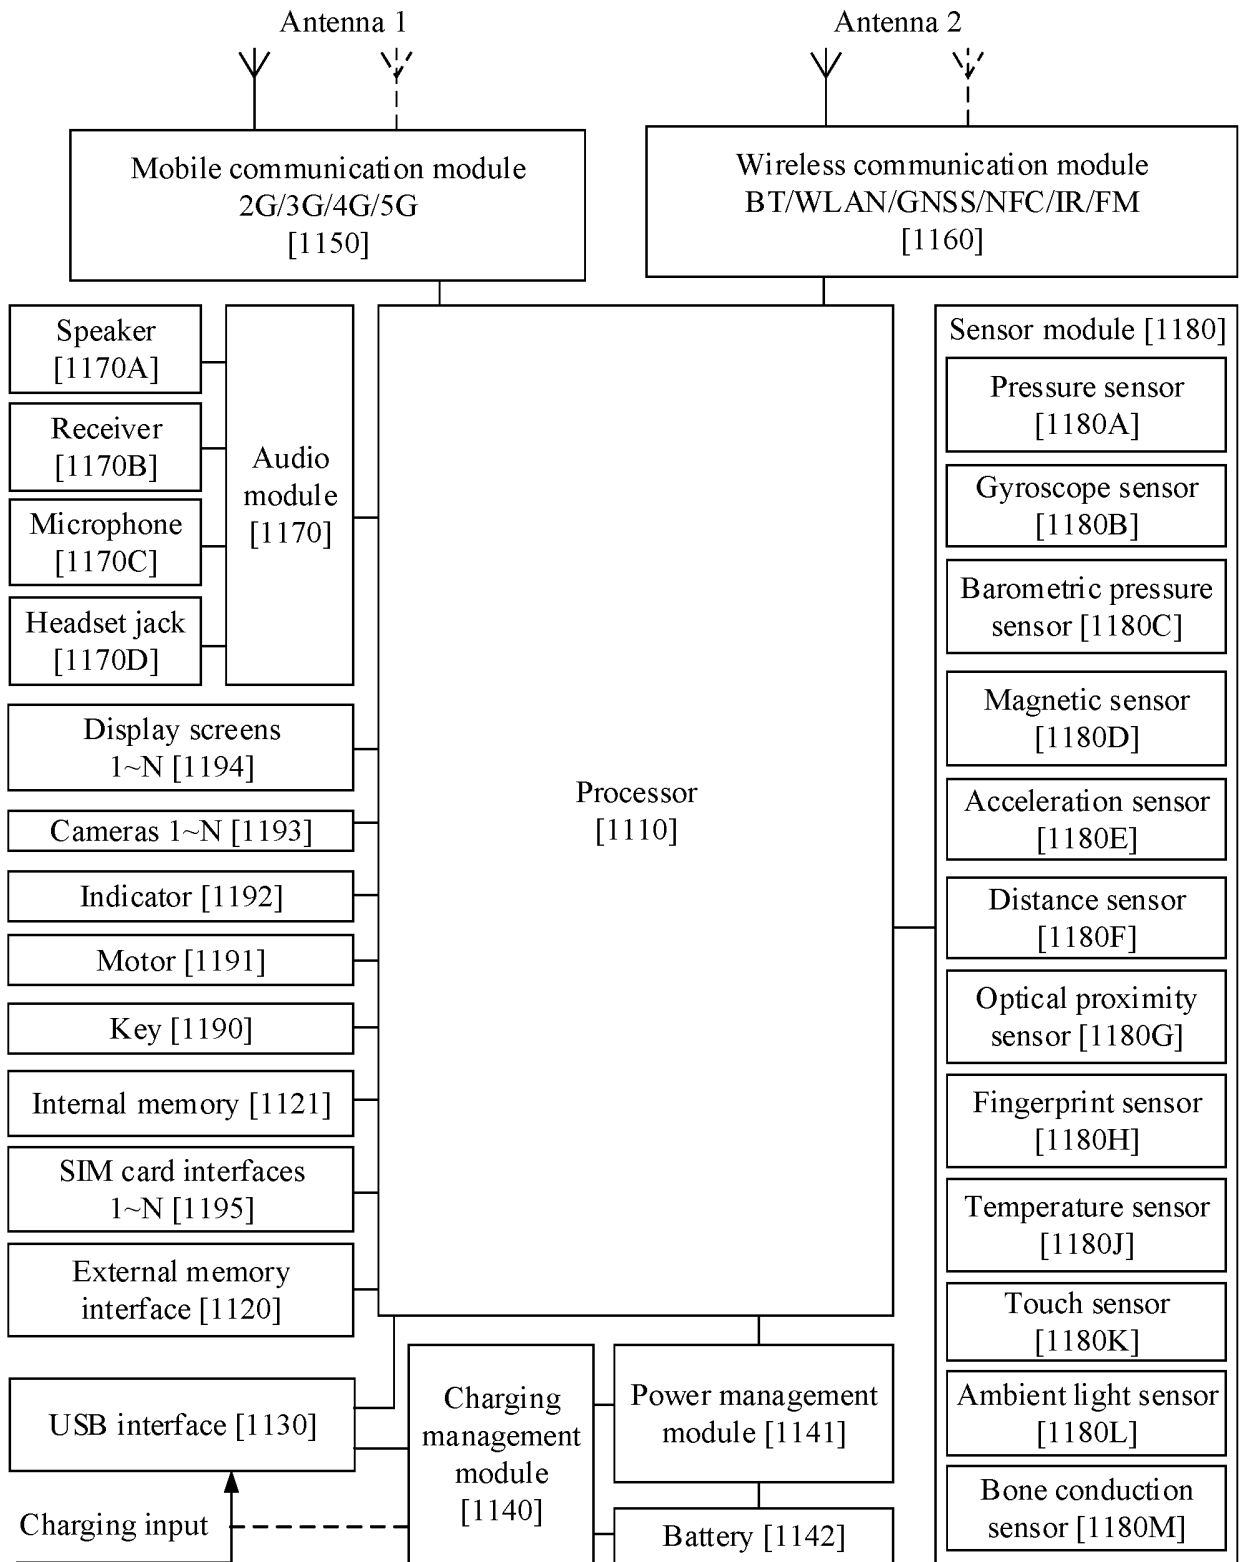 Antenna 1
Antenna 2
Mobile communication module
2G/3G/4G/5G
[1150]
Wireless communication module
BT/WLAN/GNSS/NFC/IR/FM
[1160]
Speaker
[1170A]
Receiver
[1170B]
Microphone
[1170C]
Headset jack
[1170D]
Audio
module
[1170]
Display screens
1~N [1194]
Cameras 1~N [1193]
Indicator [1192]
Motor [1191]
Key [1190]
Internal memory [1121]
SIM card interfaces
1~N [1195]
External memory
interface [1120]
Processor
[1110]
Sensor module [1180]
Pressure sensor
[1180A]
Gyroscope sensor
[1180B]
Barometric pressure
sensor [1180C]
Magnetic sensor
[1180D]
Acceleration sensor
[1180E]
Distance sensor
[1180F]
Optical proximity
sensor [1180G]
Fingerprint sensor
[1180H]
Temperature sensor
[1180J]
Touch sensor
[1180K]
Ambient light sensor
[1180L]
Bone conduction
sensor [1180M]
USB interface [1130]
Charging input
Charging
management
module
[1140]
Power management
module [1141]
Battery [1142]